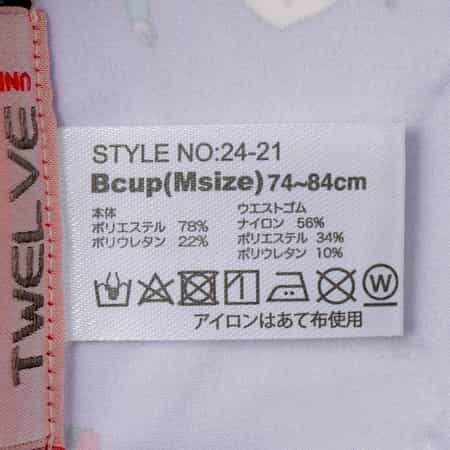 TWELVE
UNI
STYLE NO:24-21
Bcup(Msize) 74~84cm
本体
ポリエステル 78%
ポリウレタン 22%
ウエストゴム
ナイロン 56%
ポリエステル 34%
ポリウレタン 10%
W
アイロンはあて布使用